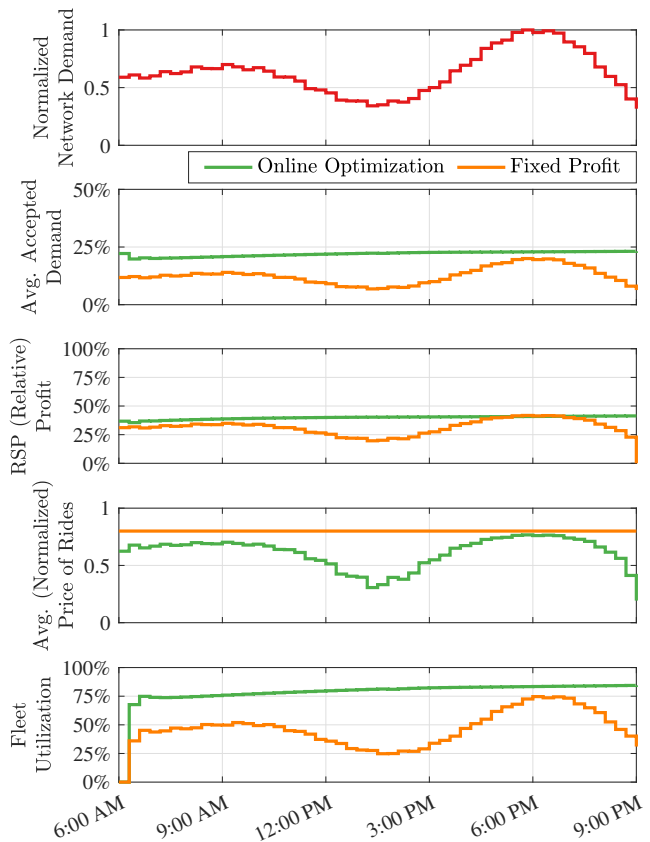 Normalized
Network Demand
1
0.5
0
Online Optimization
Fixed Profit
Avg. Accepted
Demand
50%
25%
0%
RSP (Relative)
Profit
100%
75%
50%
25%
0%
Avg. (Normalized)
Price of Rides
1
0.5
0
Fleet
Utilization
100%
75%
50%
25%
0%
6:00 AM
9:00 AM
12:00 PM
3:00 PM
6:00 PM
9:00 PM